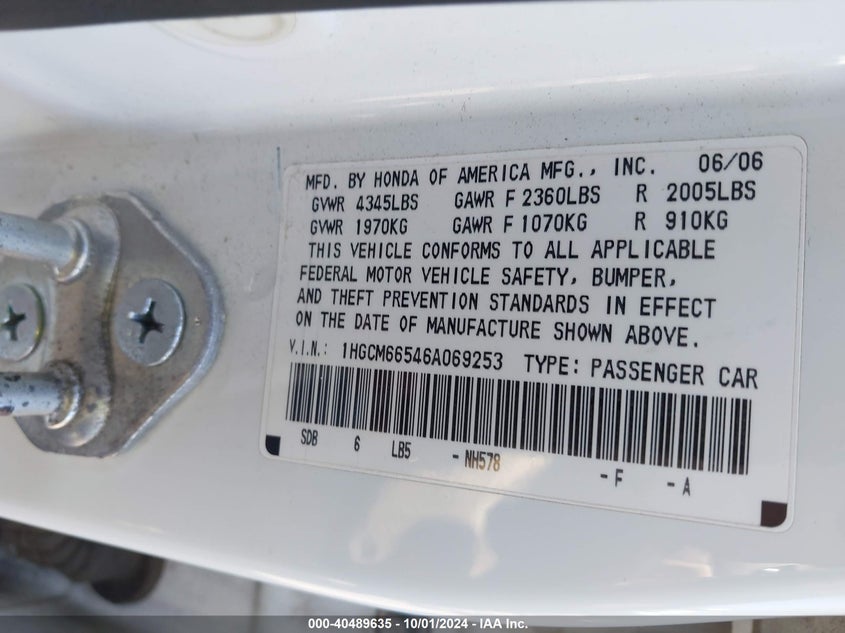 MFD. BY HONDA OF AMERICA MFG., INC. 06/06
GVWR 4345LBS GAWR F 2360LBS R 2005LBS
GVWR 1970KG GAWR F 1070KG R 910KG
THIS VEHICLE CONFORMS TO ALL APPLICABLE
FEDERAL MOTOR VEHICLE SAFETY, BUMPER,
AND THEFT PREVENTION STANDARDS IN EFFECT
ON THE DATE OF MANUFACTURE SHOWN ABOVE.
V.I.N.: 1HGCM66546A069253 TYPE: PASSENGER CAR
SDB 6 LB5 -NH578 -F -A
000-40489635 - 10/01/2024 - IAA Inc.